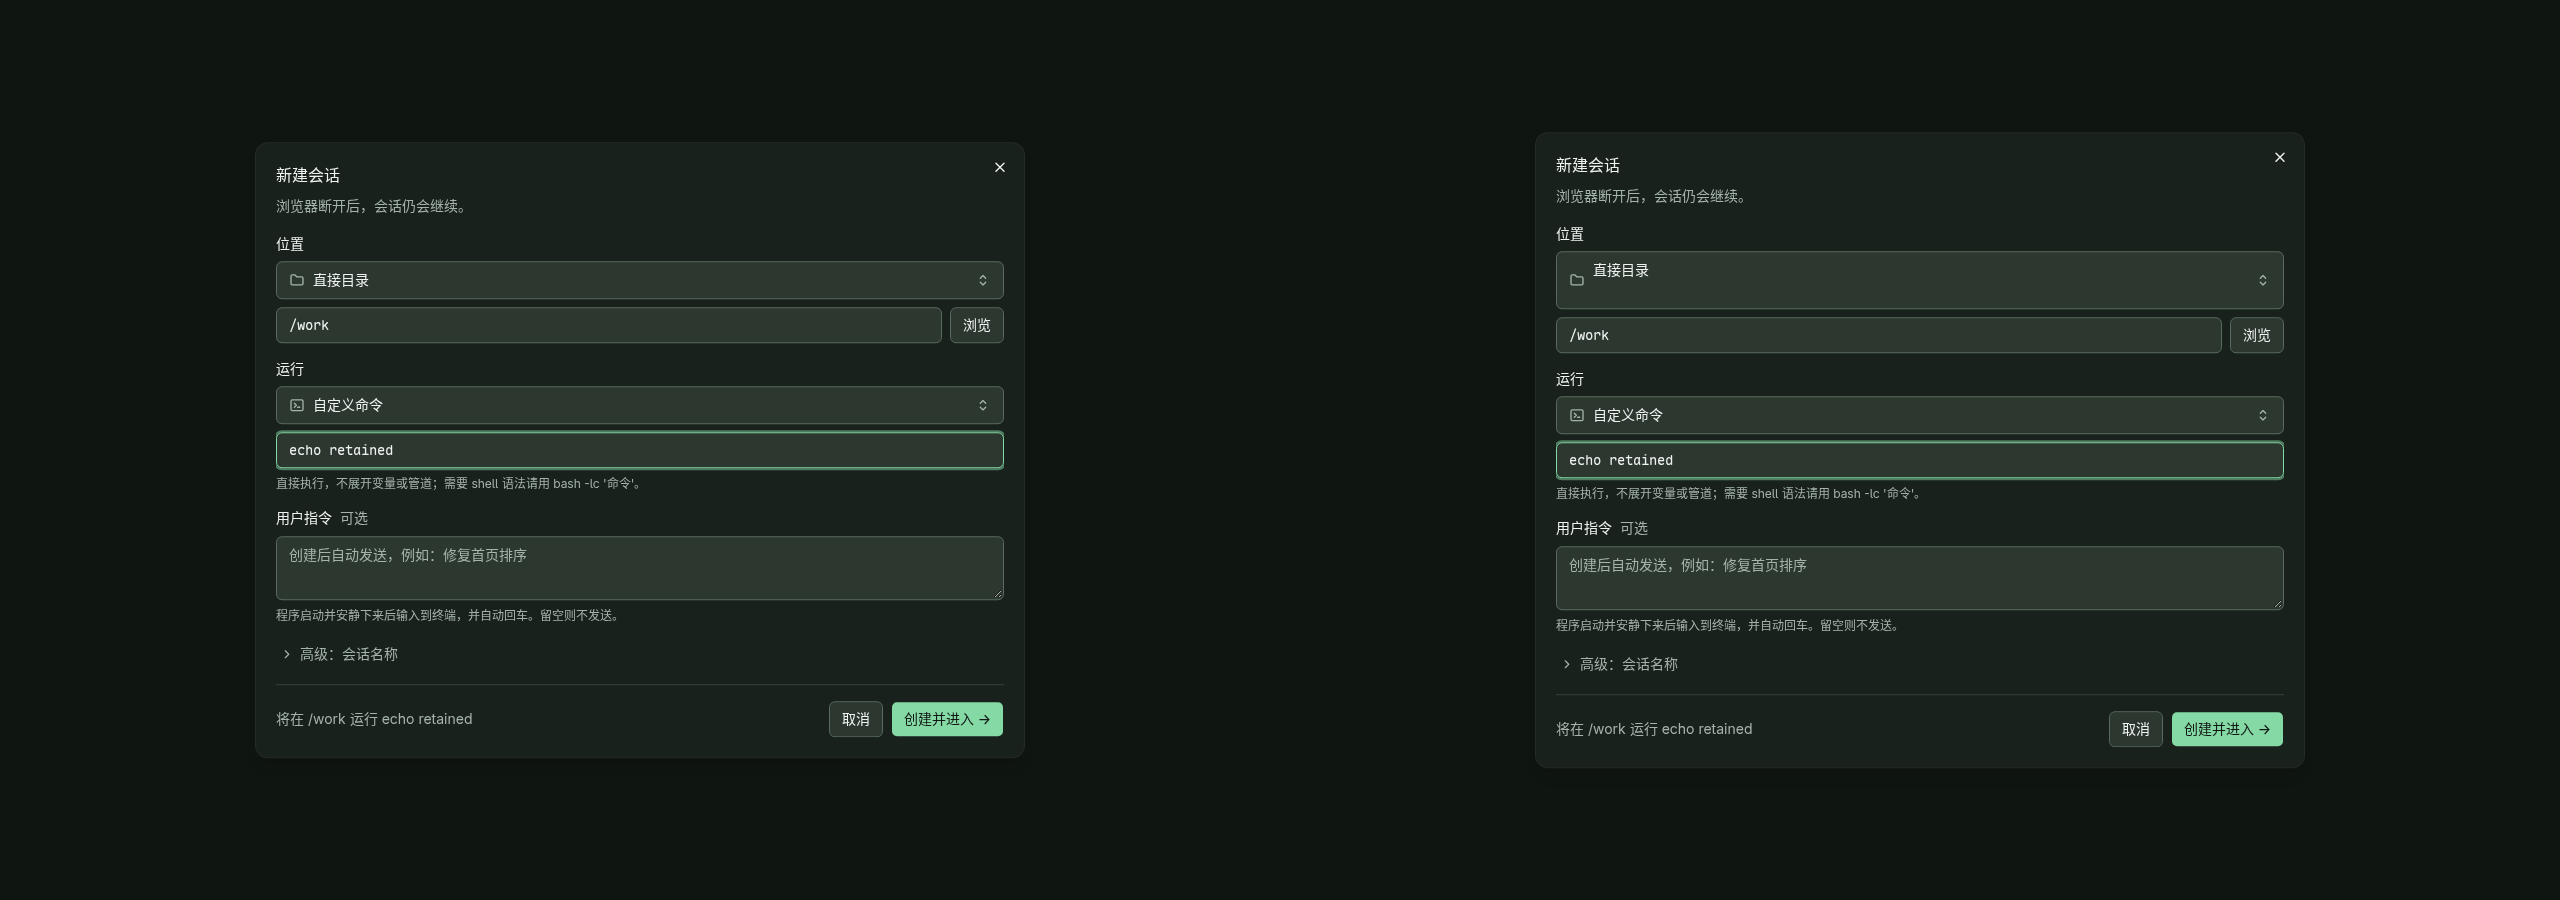 新建会话
浏览器断开后，会话仍会继续。
位置
直接目录
/work
浏览
运行
自定义命令
echo retained
直接执行，不展开变量或管道；需要 shell 语法请用 bash -lc '命令'。
用户指令 可选
创建后自动发送，例如：修复首页排序
程序启动并安静下来后输入到终端，并自动回车。留空则不发送。
高级：会话名称
将在 /work 运行 echo retained
取消
创建并进入 →
新建会话
浏览器断开后，会话仍会继续。
位置
直接目录
/work
浏览
运行
自定义命令
echo retained
直接执行，不展开变量或管道；需要 shell 语法请用 bash -lc '命令'。
用户指令 可选
创建后自动发送，例如：修复首页排序
程序启动并安静下来后输入到终端，并自动回车。留空则不发送。
高级：会话名称
将在 /work 运行 echo retained
取消
创建并进入 →